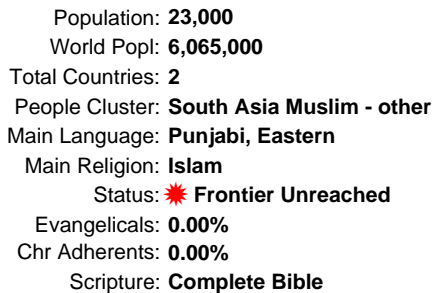 Population: 23,000
World Popl: 6,065,000
Total Countries: 2
People Cluster: South Asia Muslim - other
Main Language: Punjabi, Eastern
Main Religion: Islam
Status: Frontier Unreached
Evangelicals: 0.00%
Chr Adherents: 0.00%
Scripture: Complete Bible